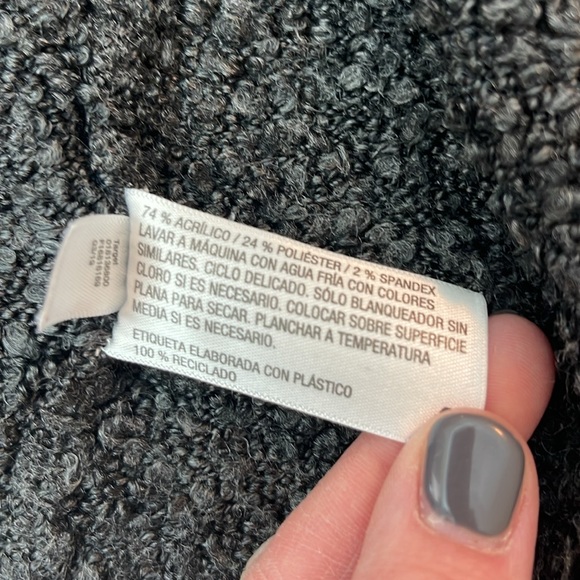 74 % ACRÍLICO / 24 % POLIÉSTER / 2 % SPANDEX
LAVAR A MÁQUINA CON AGUA FRÍA CON COLORES
SIMILARES. CICLO DELICADO. SÓLO BLANQUEADOR SIN
CLORO SI ES NECESARIO. COLOCAR SOBRE SUPERFICIE
PLANA PARA SECAR. PLANCHAR A TEMPERATURA
MEDIA SI ES NECESARIO.
ETIQUETA ELABORADA CON PLÁSTICO
100 % RECICLADO
Target